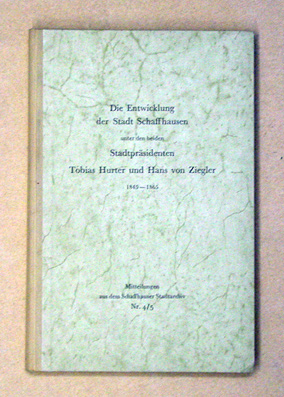 Die Entwicklung
der Stadt Schaffhausen
unter den beiden
Stadtpräsidenten
Tobias Hurter und Hans von Ziegler
1843—1865
Mitteilungen
aus dem Schaffhauser Stadtarchiv
Nr. 4/5